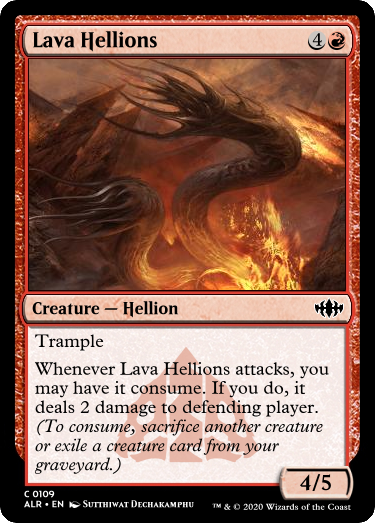 Lava Hellions 4
Creature — Hellion
Trample
Whenever Lava Hellions attacks, you
may have it consume. If you do, it
deals 2 damage to defending player.
(To consume, sacrifice another creature
or exile a creature card from your
graveyard.)
4/5
C 0109
ALR • EN SUTTHIWAT DECHAKAMPHU ™ & © 2020 Wizards of the Coast